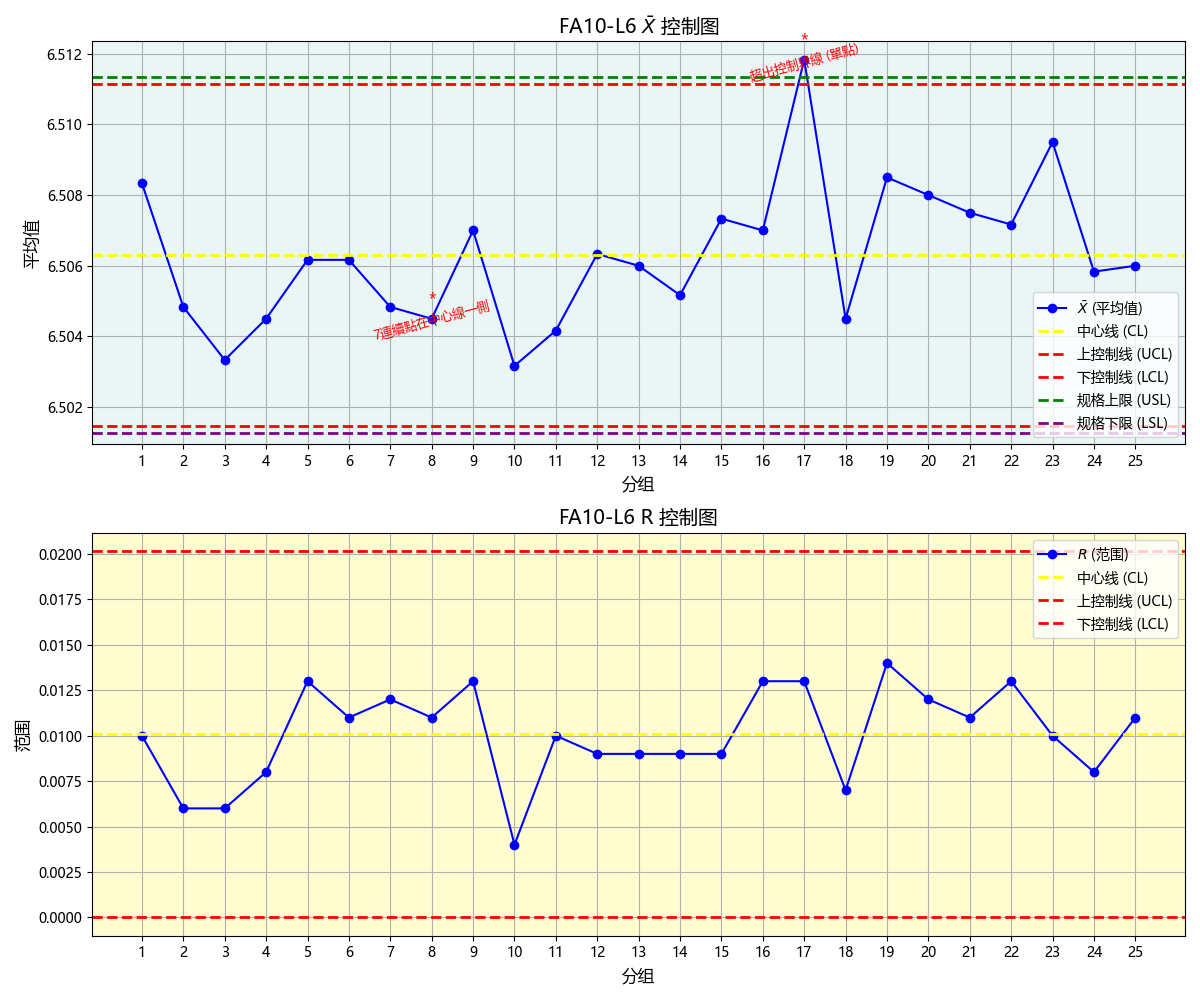 FA10-L6 X̄ 控制图
*
超出控制界線 (單點)
6.512
6.510
6.508
6.506
6.504
6.502
平均值
*
7連續點在中心線一側
X̄ (平均值)
中心线 (CL)
上控制线 (UCL)
下控制线 (LCL)
规格上限 (USL)
规格下限 (LSL)
1 2 3 4 5 6 7 8 9 10 11 12 13 14 15 16 17 18 19 20 21 22 23 24 25
分组
FA10-L6 R 控制图
0.0200
0.0175
0.0150
0.0125
0.0100
0.0075
0.0050
0.0025
0.0000
范围
R (范围)
中心线 (CL)
上控制线 (UCL)
下控制线 (LCL)
1 2 3 4 5 6 7 8 9 10 11 12 13 14 15 16 17 18 19 20 21 22 23 24 25
分组